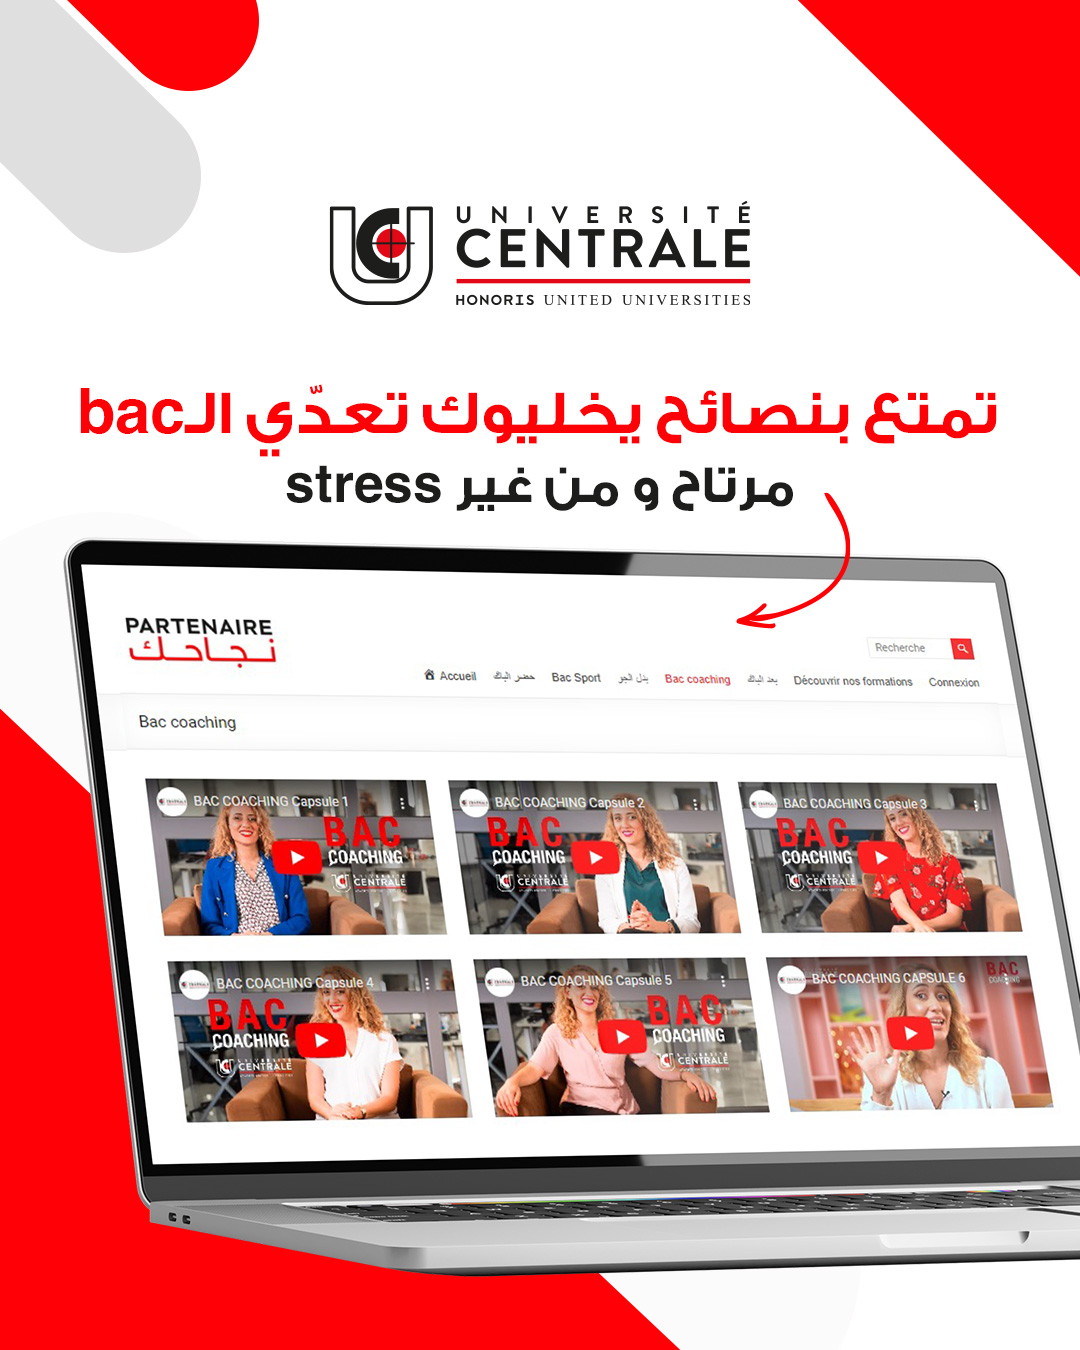 UNIVERSITÉ
CENTRALE
HONORIS UNITED UNIVERSITIES
تمتع بنصائح يخليوك تعدّي الـbac
مرتاح و من غير stress
PARTENAIRE
نجاحك
Recherche
Accueil حضر الباك Bac Sport بدل الجو Bac coaching بعد الباك Découvrir nos formations Connexion
Bac coaching
BAC COACHING Capsule 1
BAC
COACHING
CENTRALE
BAC COACHING Capsule 2
BAC
COACHING
CENTRALE
BAC COACHING Capsule 3
BAC
COACHING
CENTRALE
BAC COACHING Capsule 4
BAC
COACHING
UNIVERSITÉ
CENTRALE
BAC COACHING Capsule 5
BAC
COACHING
UNIVERSITÉ
CENTRALE
BAC COACHING CAPSULE 6
BAC
COACHING